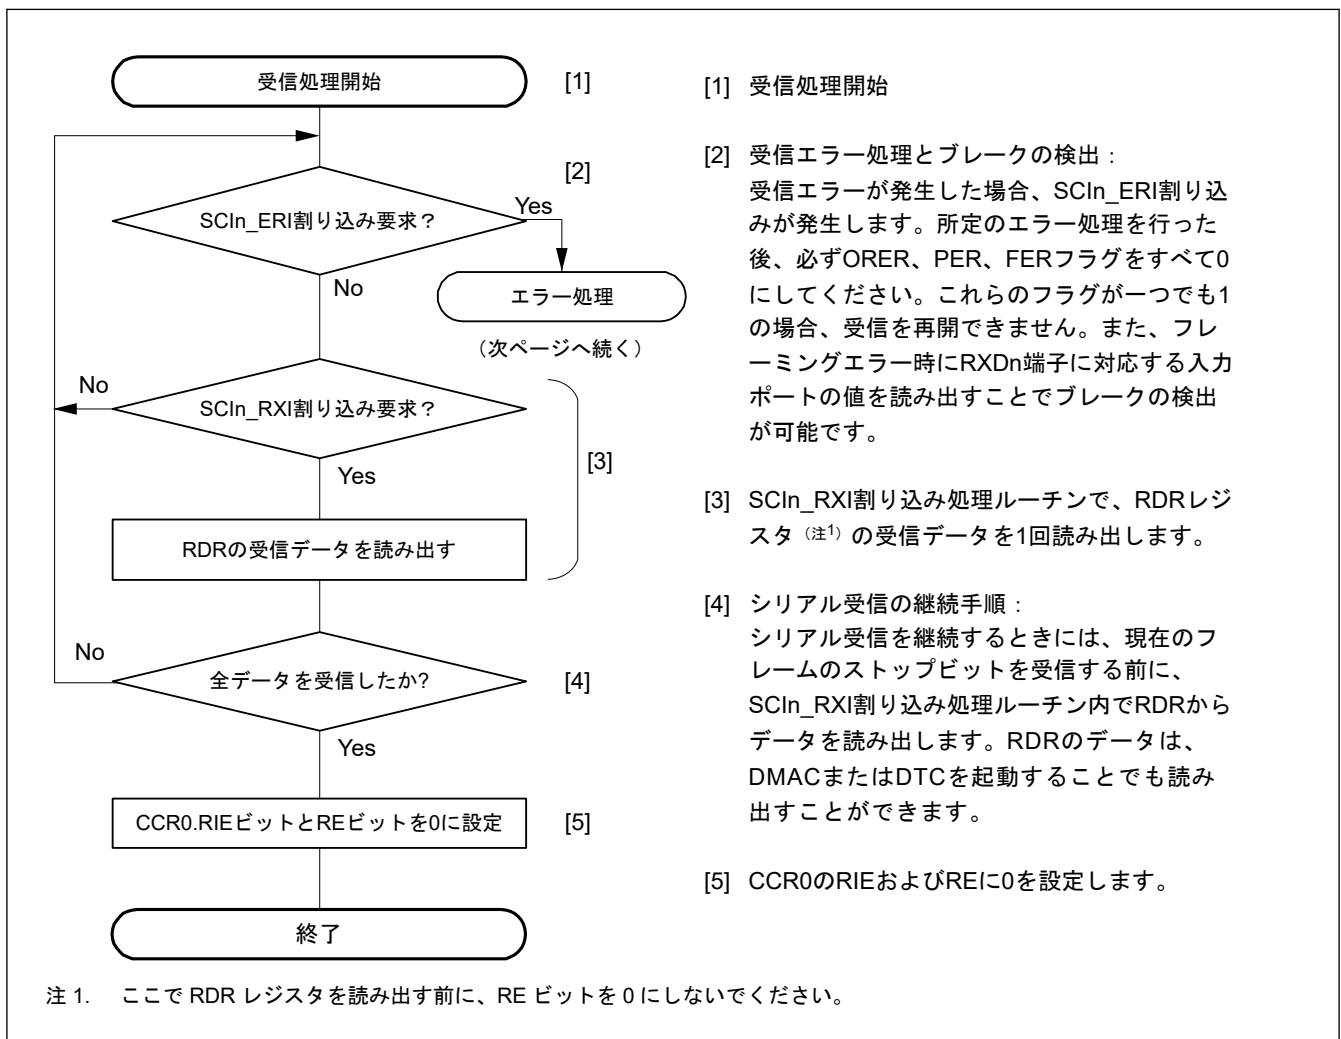 受信処理開始
[1]
SCIn_ERI割り込み要求？
[2]
Yes
No
エラー処理
（次ページへ続く）
SCIn_RXI割り込み要求？
No
Yes
[3]
RDRの受信データを読み出す
全データを受信したか?
No
[4]
Yes
CCR0.RIEビットとREビットを0に設定
[5]
終了
[1] 受信処理開始
[2] 受信エラー処理とブレークの検出：
受信エラーが発生した場合、SCIn_ERI割り込
みが発生します。所定のエラー処理を行った
後、必ずORER、PER、FERフラグをすべて0
にしてください。これらのフラグが一つでも1
の場合、受信を再開できません。また、フレ
ーミングエラー時にRXDn端子に対応する入力
ポートの値を読み出すことでブレークの検出
が可能です。
[3] SCIn_RXI割り込み処理ルーチンで、RDRレジ
スタ（注1）の受信データを1回読み出します。
[4] シリアル受信の継続手順：
シリアル受信を継続するときには、現在のフ
レームのストップビットを受信する前に、
SCIn_RXI割り込み処理ルーチン内でRDRから
データを読み出します。RDRのデータは、
DMACまたはDTCを起動することでも読み
出すことができます。
[5] CCR0のRIEおよびREに0を設定します。
注 1. ここで RDR レジスタを読み出す前に、RE ビットを 0 にしないでください。